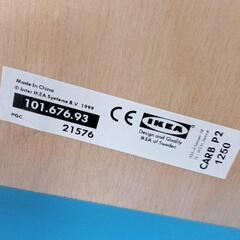 Made in China
© Inter IKEA Systems B.V. 1999
101.676.93
PQC.
21576
CE
IKEA
Design and Quality
IKEA of Sweden
CARB P2
1250